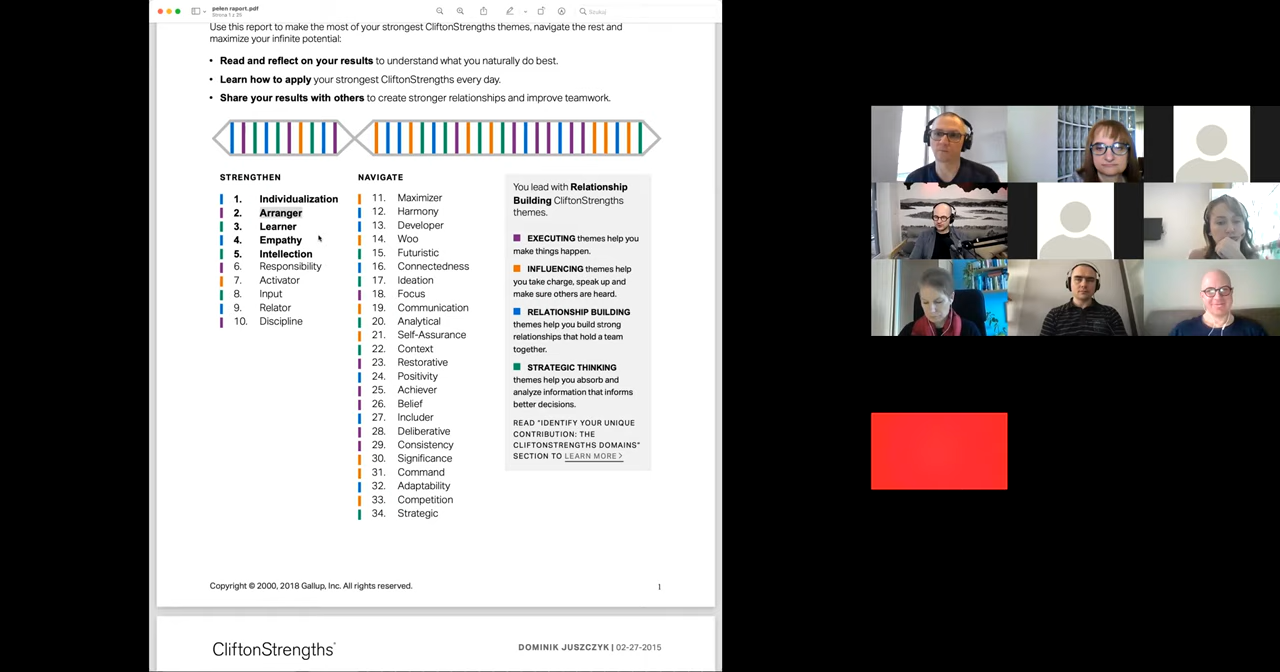 pełen raport.pdf
Strona 1 z 29
Szukaj
Use this report to make the most of your strongest CliftonStrengths themes, navigate the rest and
maximize your infinite potential:
• Read and reflect on your results to understand what you naturally do best.
• Learn how to apply your strongest CliftonStrengths every day.
• Share your results with others to create stronger relationships and improve teamwork.
STRENGTHEN
1. Individualization
2. Arranger
3. Learner
4. Empathy
5. Intellection
6. Responsibility
7. Activator
8. Input
9. Relator
10. Discipline
NAVIGATE
11. Maximizer
12. Harmony
13. Developer
14. Woo
15. Futuristic
16. Connectedness
17. Ideation
18. Focus
19. Communication
20. Analytical
21. Self-Assurance
22. Context
23. Restorative
24. Positivity
25. Achiever
26. Belief
27. Includer
28. Deliberative
29. Consistency
30. Significance
31. Command
32. Adaptability
33. Competition
34. Strategic
You lead with Relationship
Building CliftonStrengths
themes.
EXECUTING themes help you
make things happen.
INFLUENCING themes help
you take charge, speak up and
make sure others are heard.
RELATIONSHIP BUILDING
themes help you build strong
relationships that hold a team
together.
STRATEGIC THINKING
themes help you absorb and
analyze information that informs
better decisions.
READ "IDENTIFY YOUR UNIQUE
CONTRIBUTION: THE
CLIFTONSTRENGTHS DOMAINS"
SECTION TO LEARN MORE >
Copyright © 2000, 2018 Gallup, Inc. All rights reserved.
1
CliftonStrengths®
DOMINIK JUSZCZYK | 02-27-2015